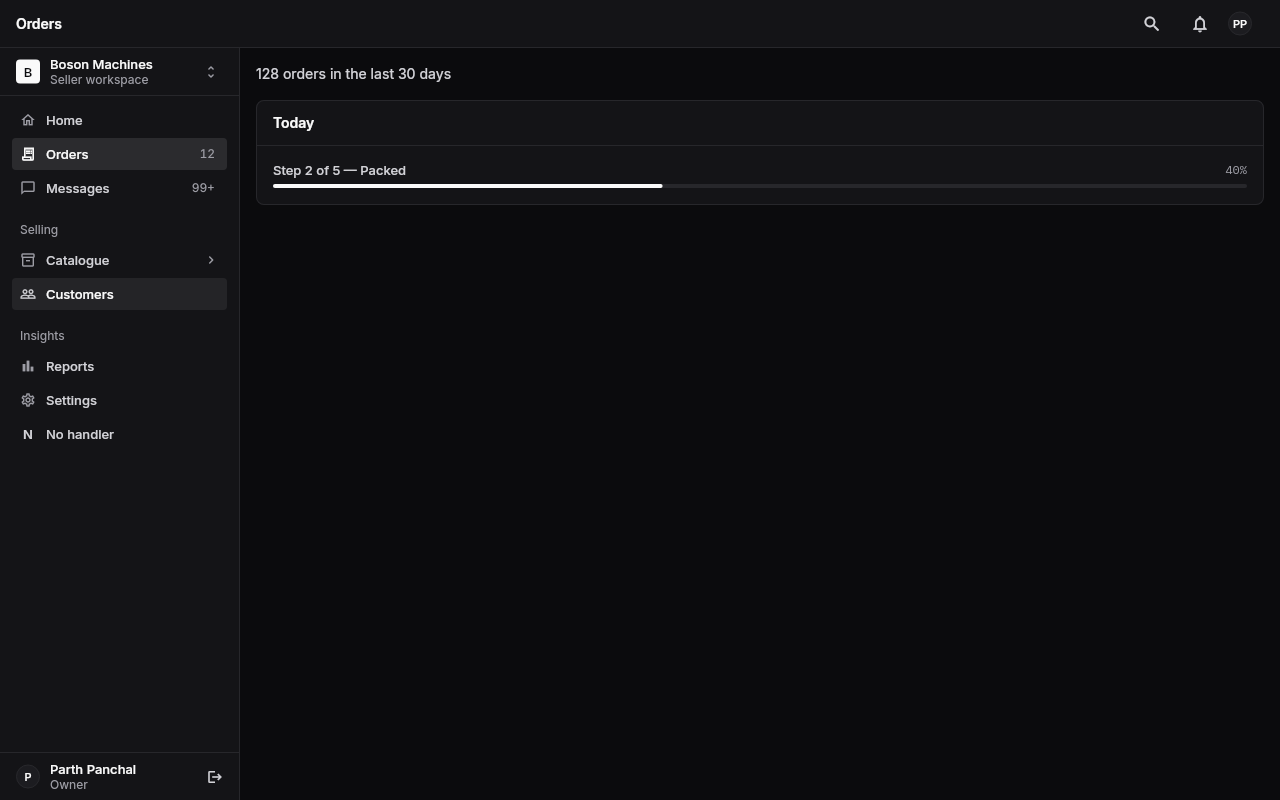 Orders
PP
B
Boson Machines
Seller workspace
128 orders in the last 30 days
Home
Orders 12
Messages 99+
Selling
Catalogue
Customers
Insights
Reports
Settings
N No handler
Today
Step 2 of 5 — Packed 40%
P
Parth Panchal
Owner